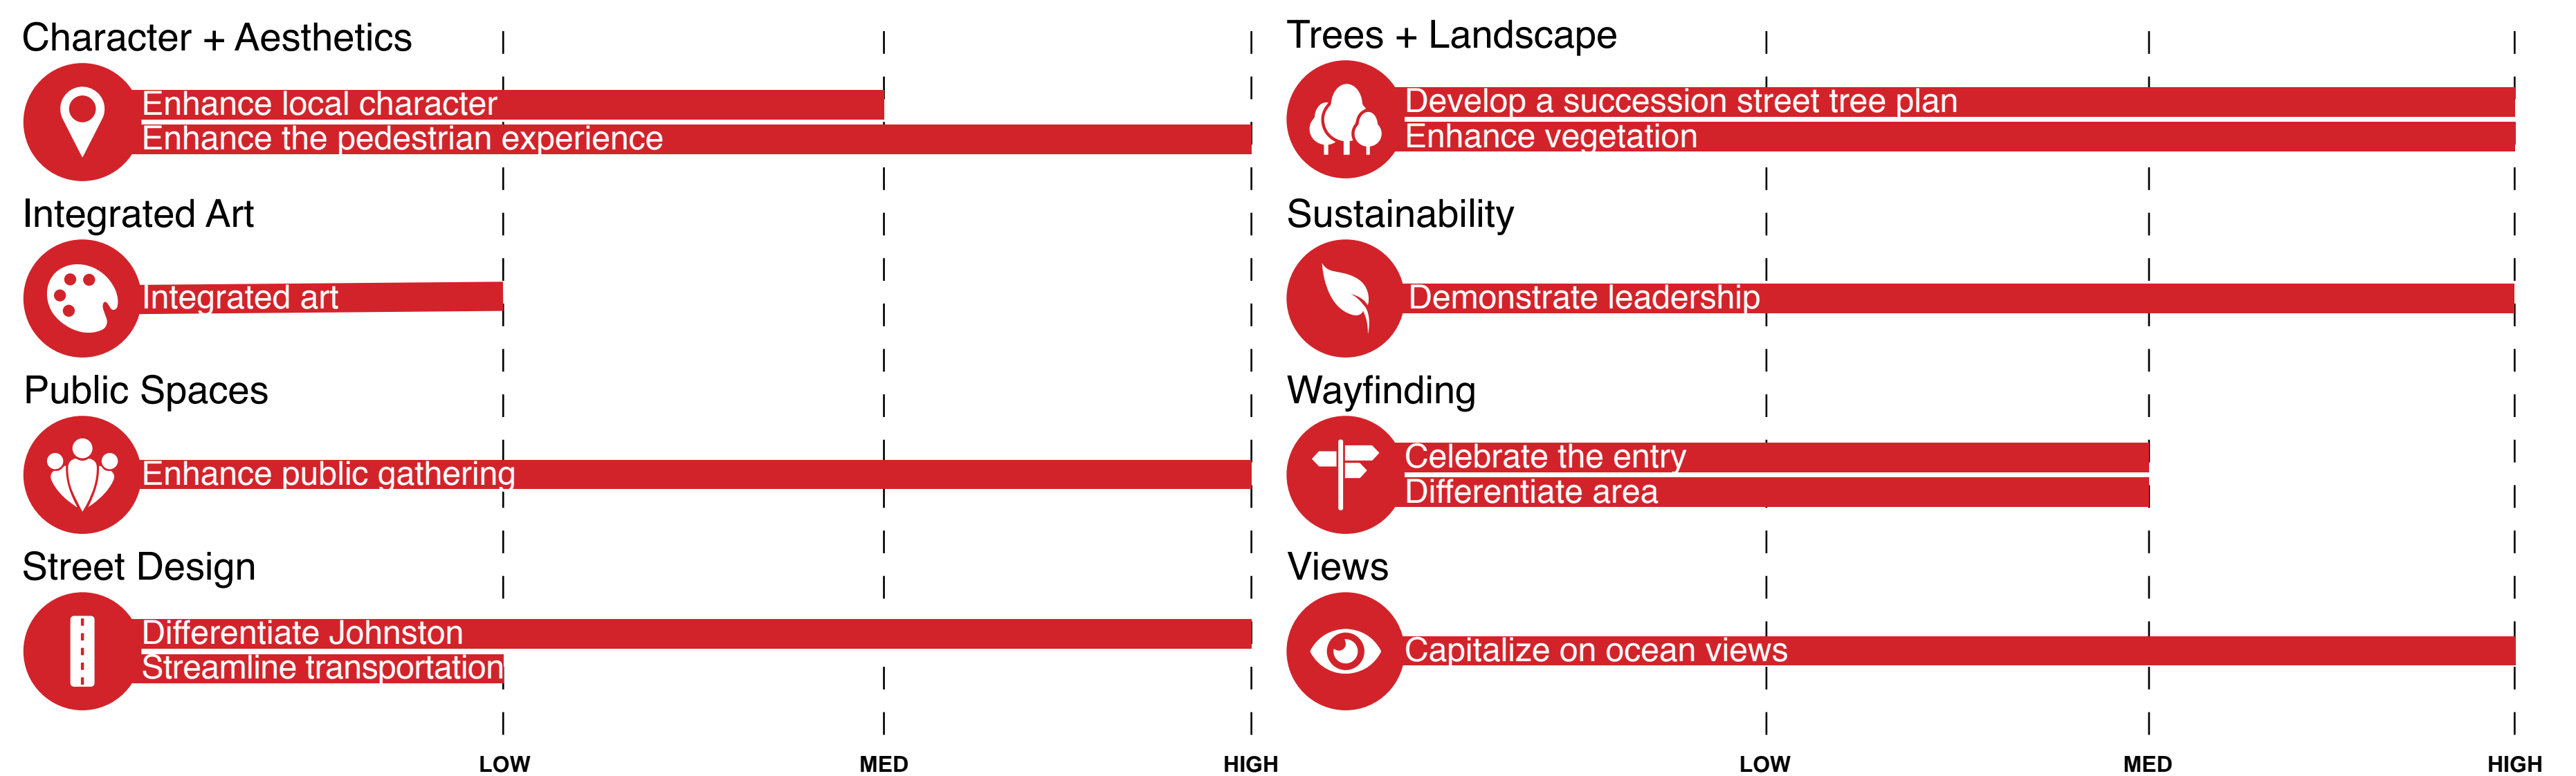 Character + Aesthetics
Enhance local character
Enhance the pedestrian experience
Integrated Art
Integrated art
Public Spaces
Enhance public gathering
Street Design
Differentiate Johnston
Streamline transportation
LOW MED HIGH
Trees + Landscape
Develop a succession street tree plan
Enhance vegetation
Sustainability
Demonstrate leadership
Wayfinding
Celebrate the entry
Differentiate area
Views
Capitalize on ocean views
LOW MED HIGH